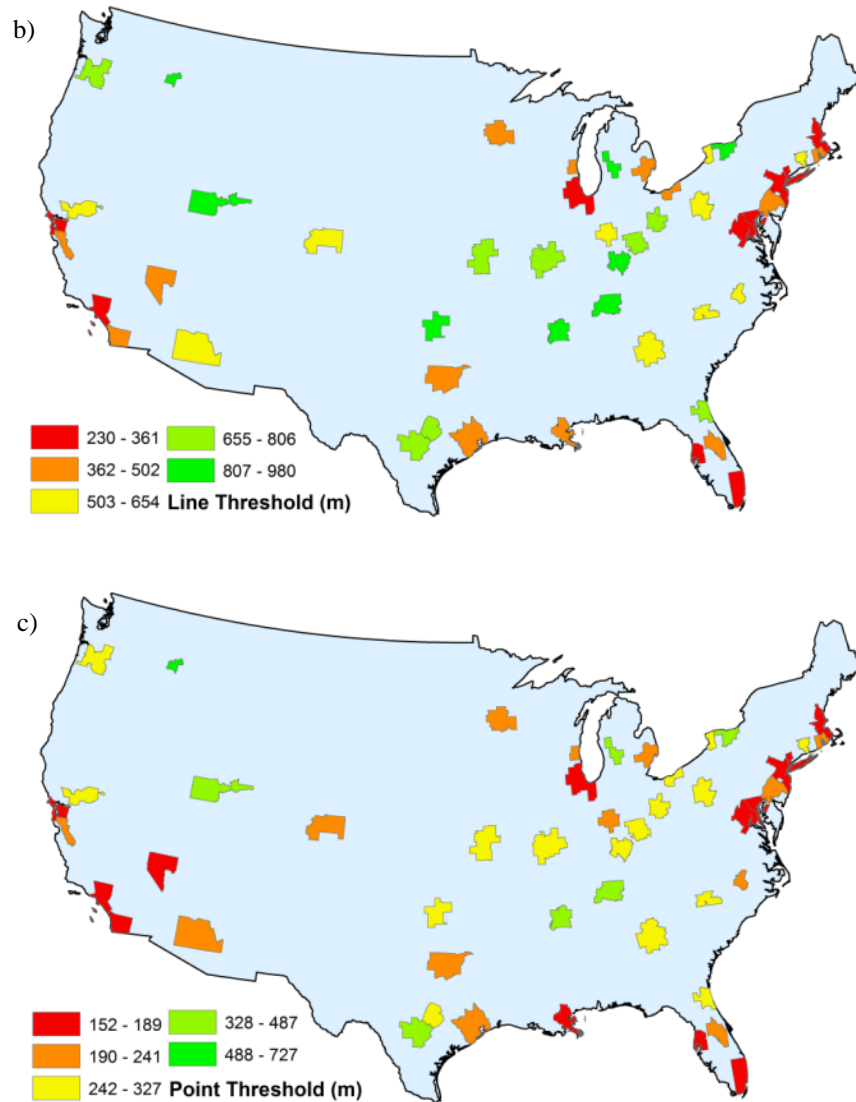 b)
230 - 361 655 - 806
362 - 502 807 - 980
503 - 654 Line Threshold (m)
c)
152 - 189 328 - 487
190 - 241 488 - 727
242 - 327 Point Threshold (m)